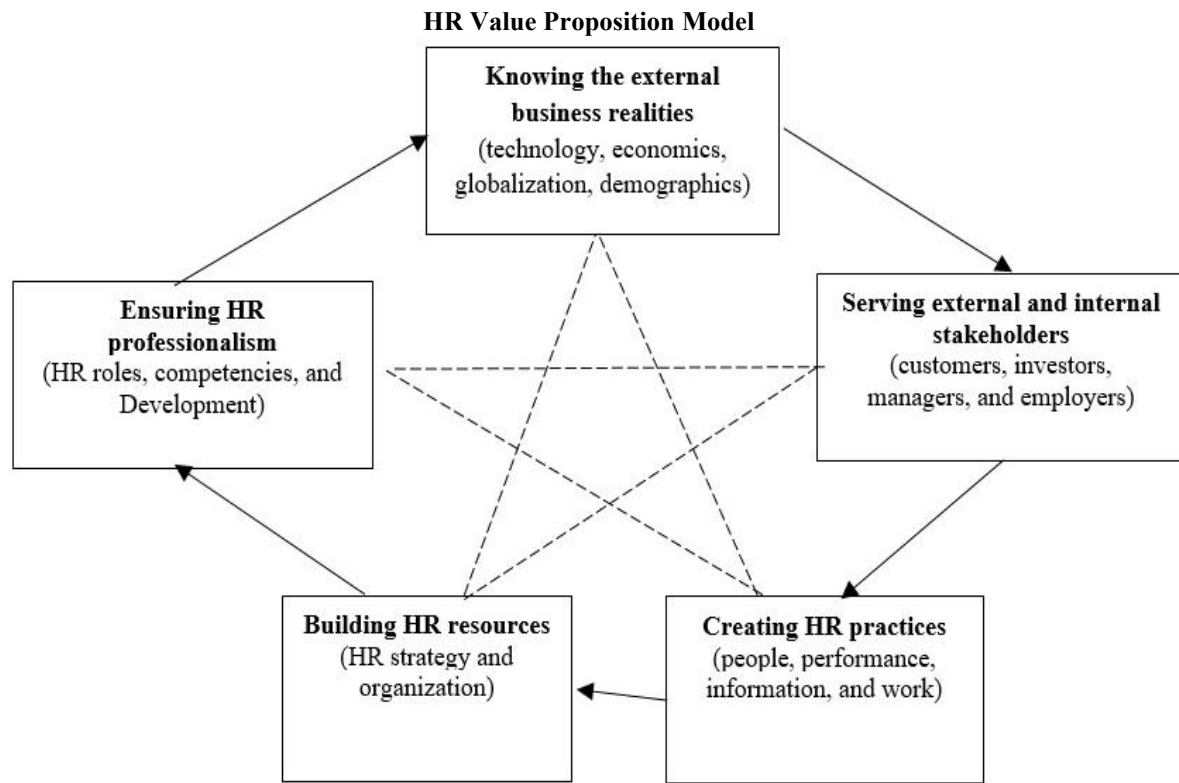 HR Value Proposition Model
Knowing the external
business realities
(technology, economics,
globalization, demographics)
Ensuring HR
professionalism
(HR roles, competencies, and
Development)
Serving external and internal
stakeholders
(customers, investors,
managers, and employers)
Building HR resources
(HR strategy and
organization)
Creating HR practices
(people, performance,
information, and work)